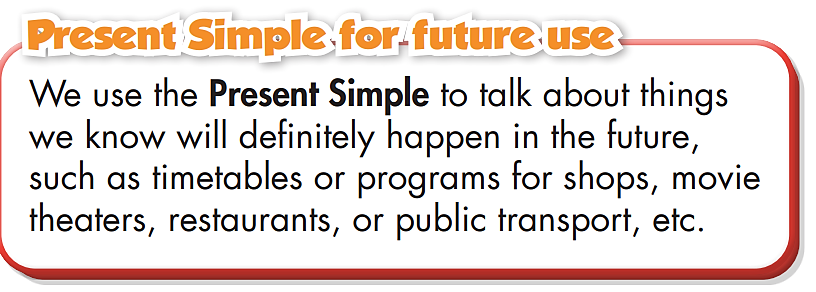 Present Simple for future use
We use the Present Simple to talk about things
we know will definitely happen in the future,
such as timetables or programs for shops, movie
theaters, restaurants, or public transport, etc.